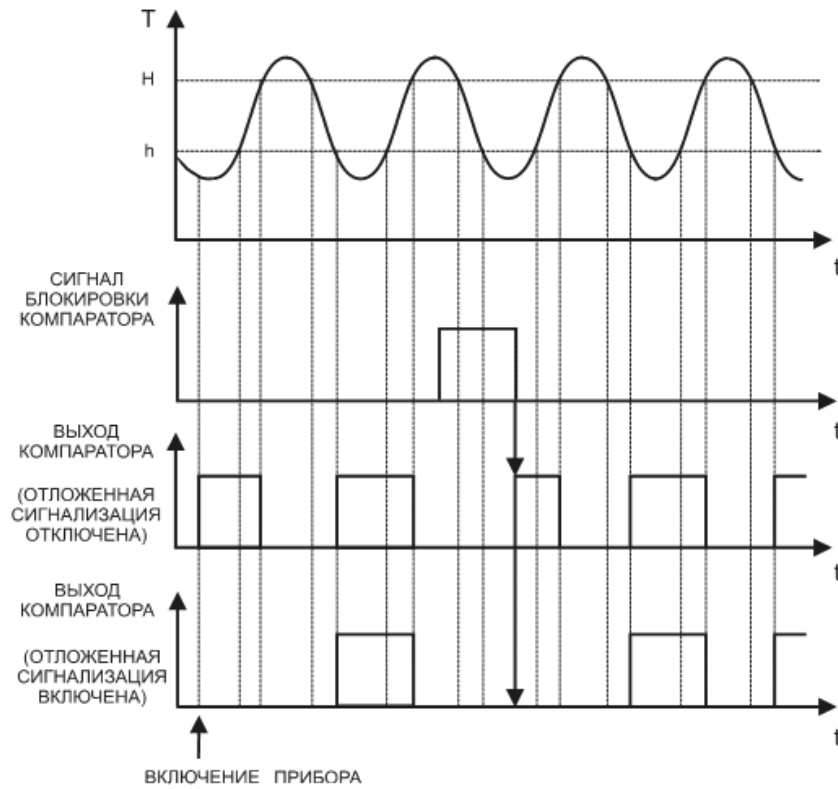 T
H
h
t
СИГНАЛ
БЛОКИРОВКИ
КОМПАРАТОРА
t
ВЫХОД
КОМПАРАТОРА
(ОТЛОЖЕННАЯ
СИГНАЛИЗАЦИЯ
ОТКЛЮЧЕНА)
t
ВЫХОД
КОМПАРАТОРА
(ОТЛОЖЕННАЯ
СИГНАЛИЗАЦИЯ
ВКЛЮЧЕНА)
t
ВКЛЮЧЕНИЕ ПРИБОРА